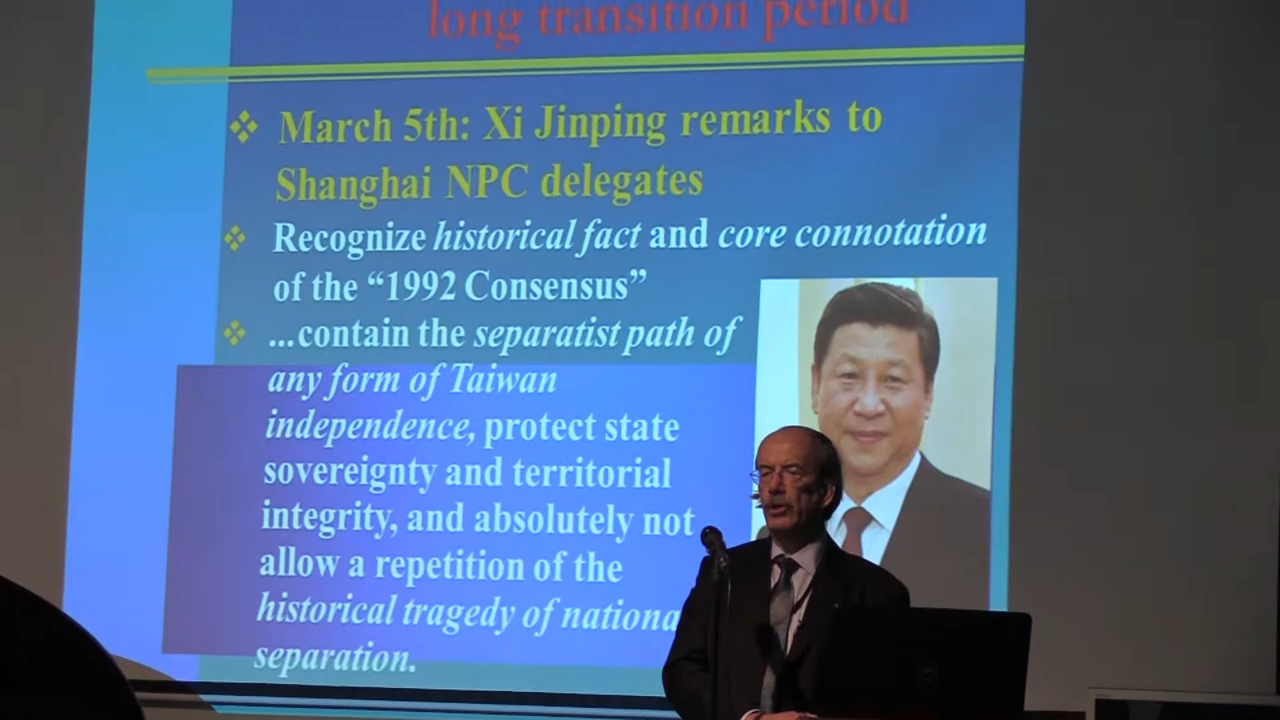 long transition period
March 5th: Xi Jinping remarks to
Shanghai NPC delegates
Recognize historical fact and core connotation
of the “1992 Consensus”
...contain the separatist path of
any form of Taiwan
independence, protect state
sovereignty and territorial
integrity, and absolutely not
allow a repetition of the
historical tragedy of nationa
separation.